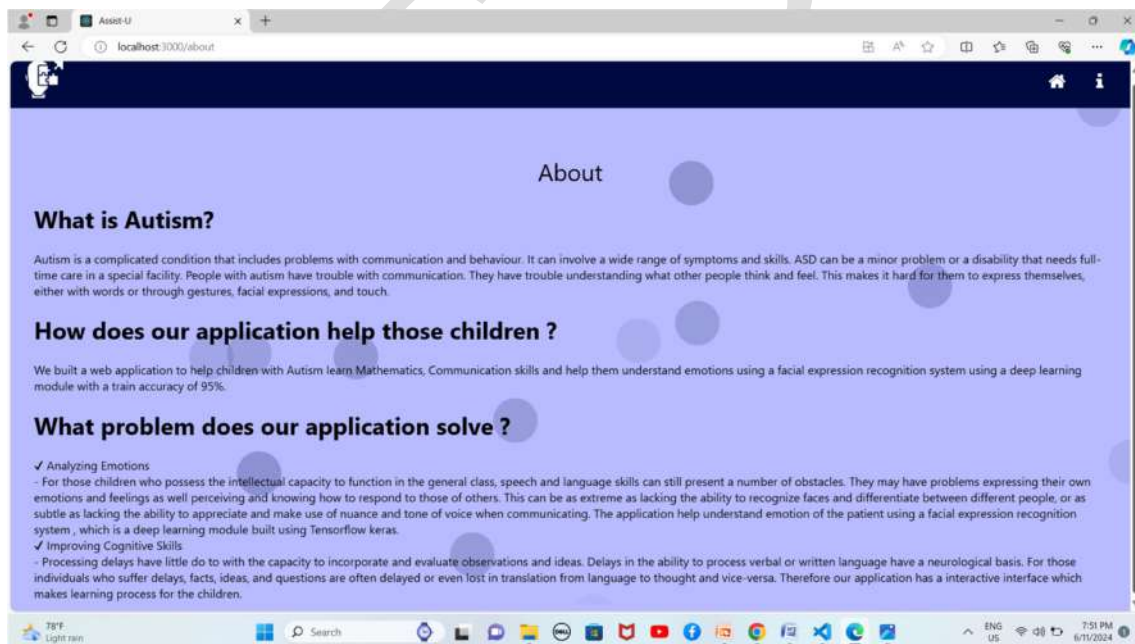 Assist-U
localhost:3000/about
About
What is Autism?
Autism is a complicated condition that includes problems with communication and behaviour. It can involve a wide range of symptoms and skills. ASD can be a minor problem or a disability that needs full-
time care in a special facility. People with autism have trouble with communication. They have trouble understanding what other people think and feel. This makes it hard for them to express themselves,
either with words or through gestures, facial expressions, and touch.
How does our application help those children ?
We built a web application to help children with Autism learn Mathematics, Communication skills and help them understand emotions using a facial expression recognition system using a deep learning
module with a train accuracy of 95%.
What problem does our application solve ?
✓ Analyzing Emotions
- For those children who possess the intellectual capacity to function in the general class, speech and language skills can still present a number of obstacles. They may have problems expressing their own
emotions and feelings as well perceiving and knowing how to respond to those of others. This can be as extreme as lacking the ability to recognize faces and differentiate between different people, or as
subtle as lacking the ability to appreciate and make use of nuance and tone of voice when communicating. The application help understand emotion of the patient using a facial expression recognition
system , which is a deep learning module built using Tensorflow keras.
✓ Improving Cognitive Skills
- Processing delays have little do to with the capacity to incorporate and evaluate observations and ideas. Delays in the ability to process verbal or written language have a neurological basis. For those
individuals who suffer delays, facts, ideas, and questions are often delayed or even lost in translation from language to thought and vice-versa. Therefore our application has a interactive interface which
makes learning process for the children.
78°F
Light rain
Search
ENG
US
7:51 PM
6/11/2024